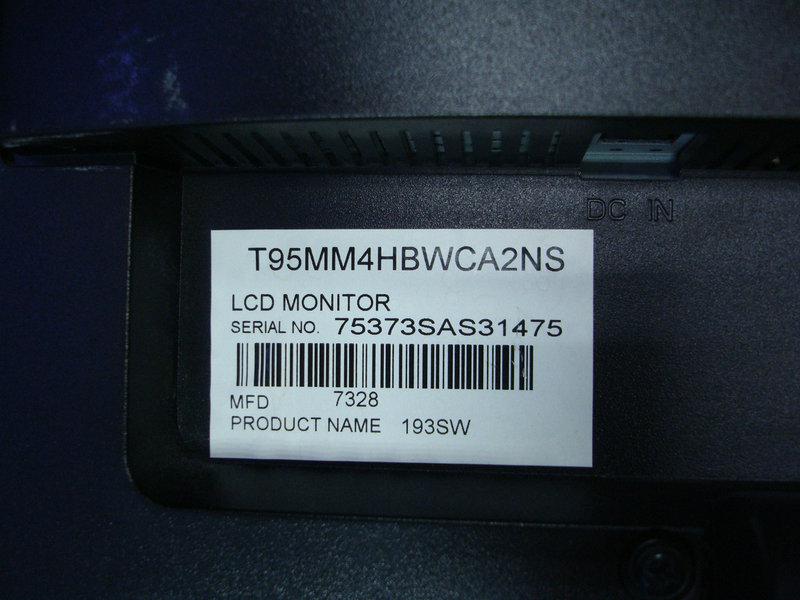 DC IN
T95MM4HBWCA2NS
LCD MONITOR
SERIAL NO. 75373SAS31475
MFD 7328
PRODUCT NAME 193SW